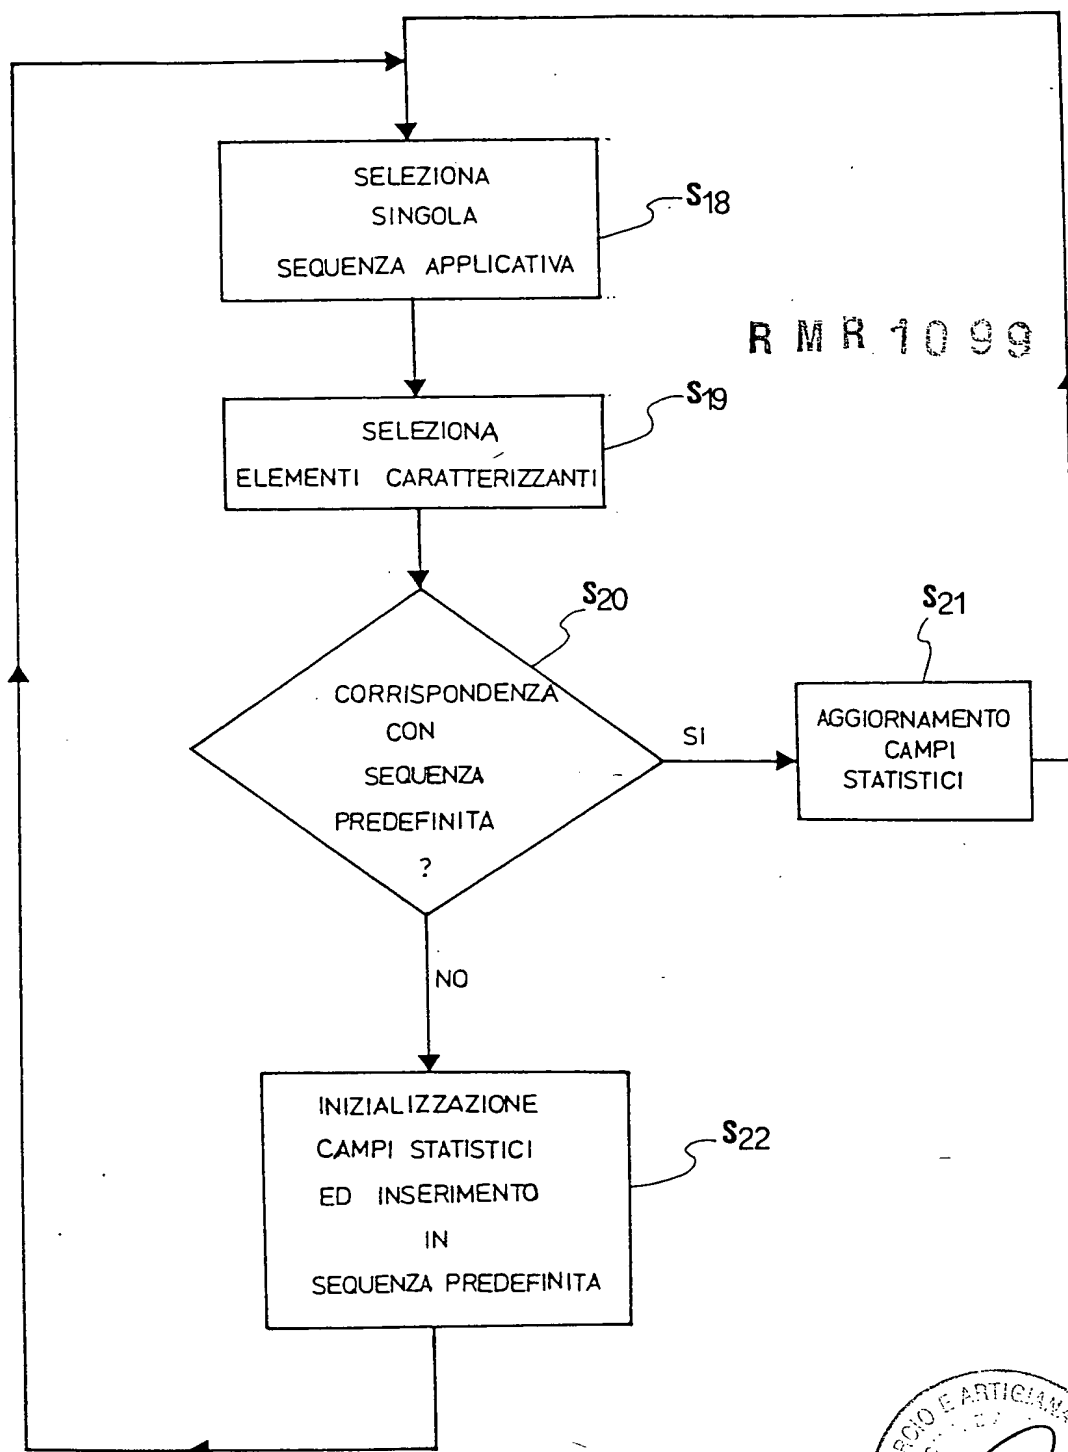 SELEZIONA
SINGOLA
SEQUENZA APPLICATIVA
S18
RMR 1099
SELEZIONA
ELEMENTI CARATTERIZZANTI
S19
CORRISPONDENZA
CON
SEQUENZA
PREDEFINITA
?
S20
SI
AGGIORNAMENTO
CAMPI
STATISTICI
S21
NO
INIZIALIZZAZIONE
CAMPI STATISTICI
ED INSERIMENTO
IN
SEQUENZA PREDEFINITA
S22
E ARTIGIANA